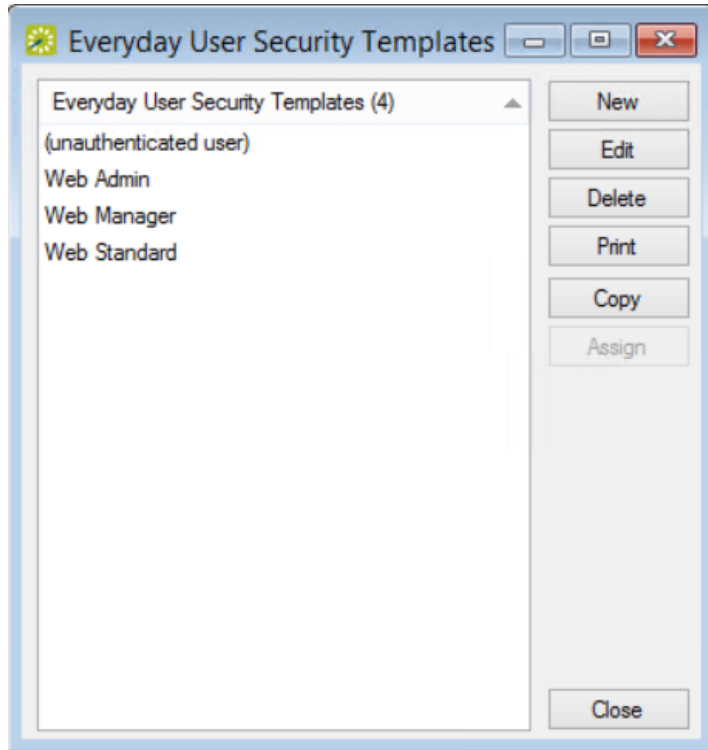 Everyday User Security Templates
Everyday User Security Templates (4)
(unauthenticated user)
Web Admin
Web Manager
Web Standard
New
Edit
Delete
Print
Copy
Assign
Close